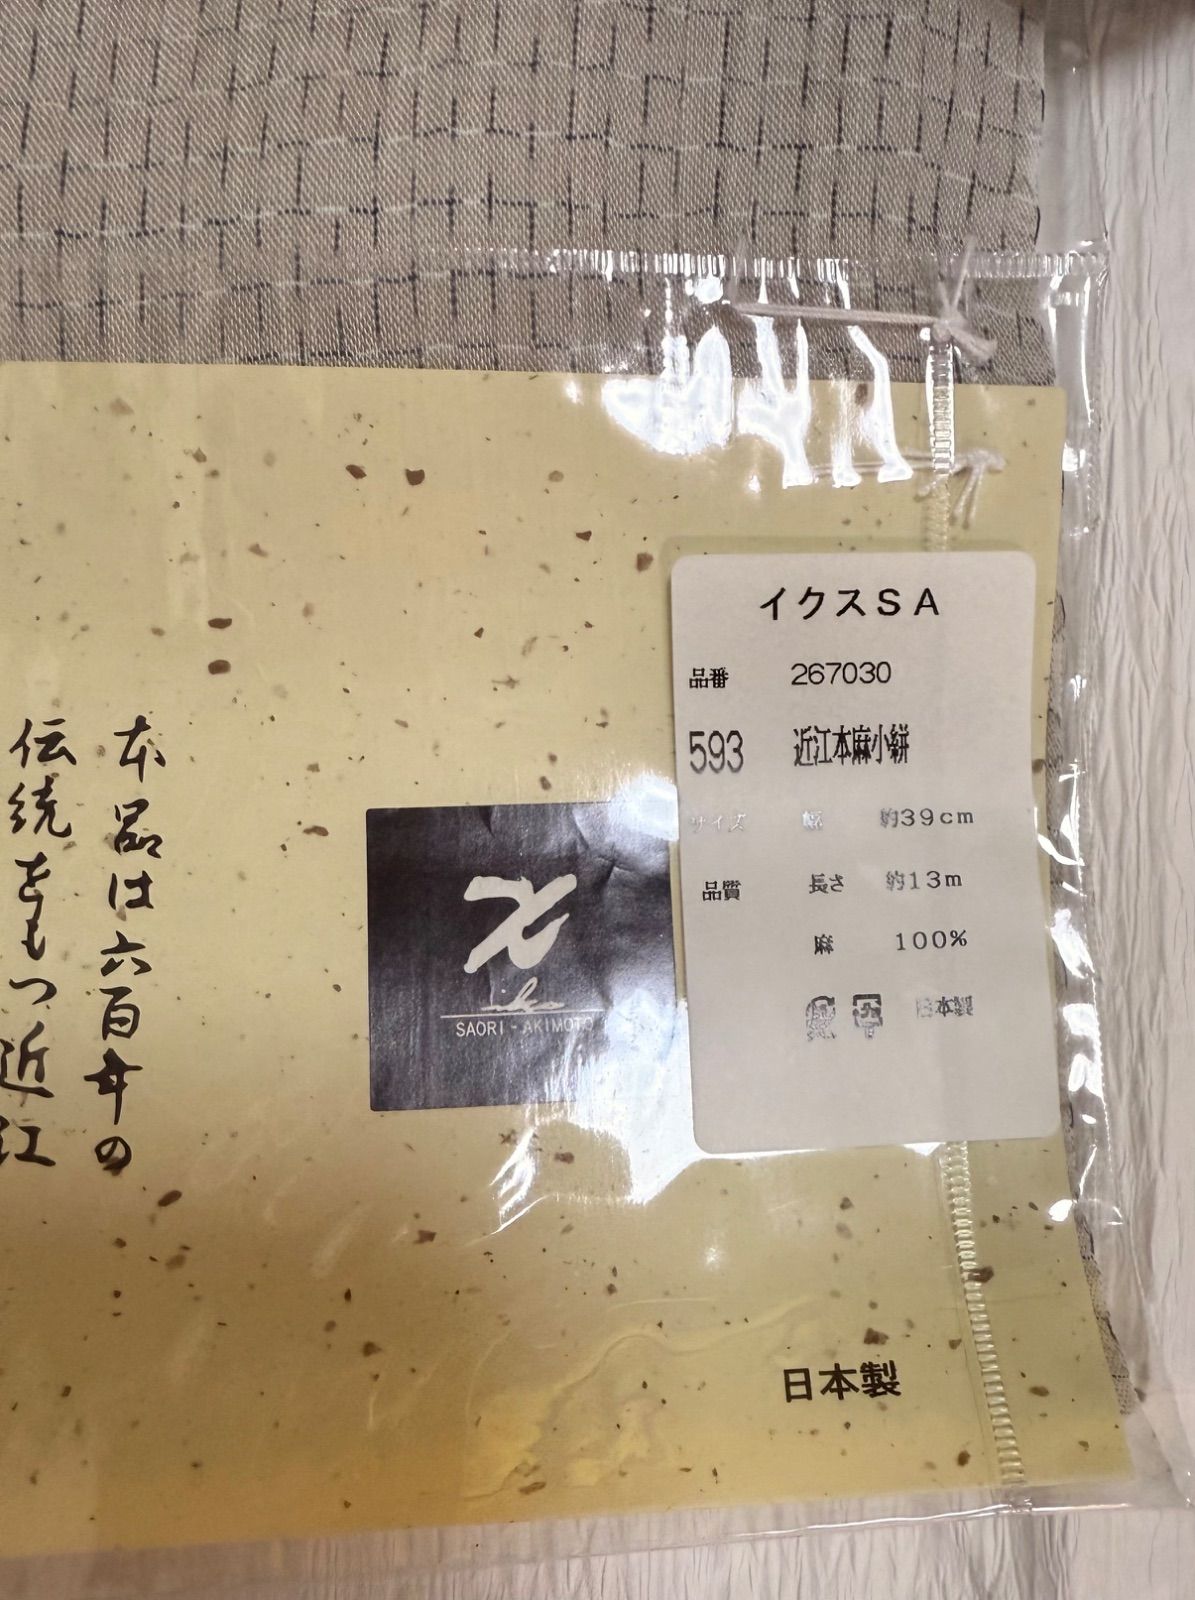 イクスＳＡ
品番 267030
593 近江本麻小絣
サイズ 幅 約39cm
品質 長さ 約13m
麻 100%
日本製
本品は六百年の
伝統をもつ近江
SAORI-AKIMOTO
日本製